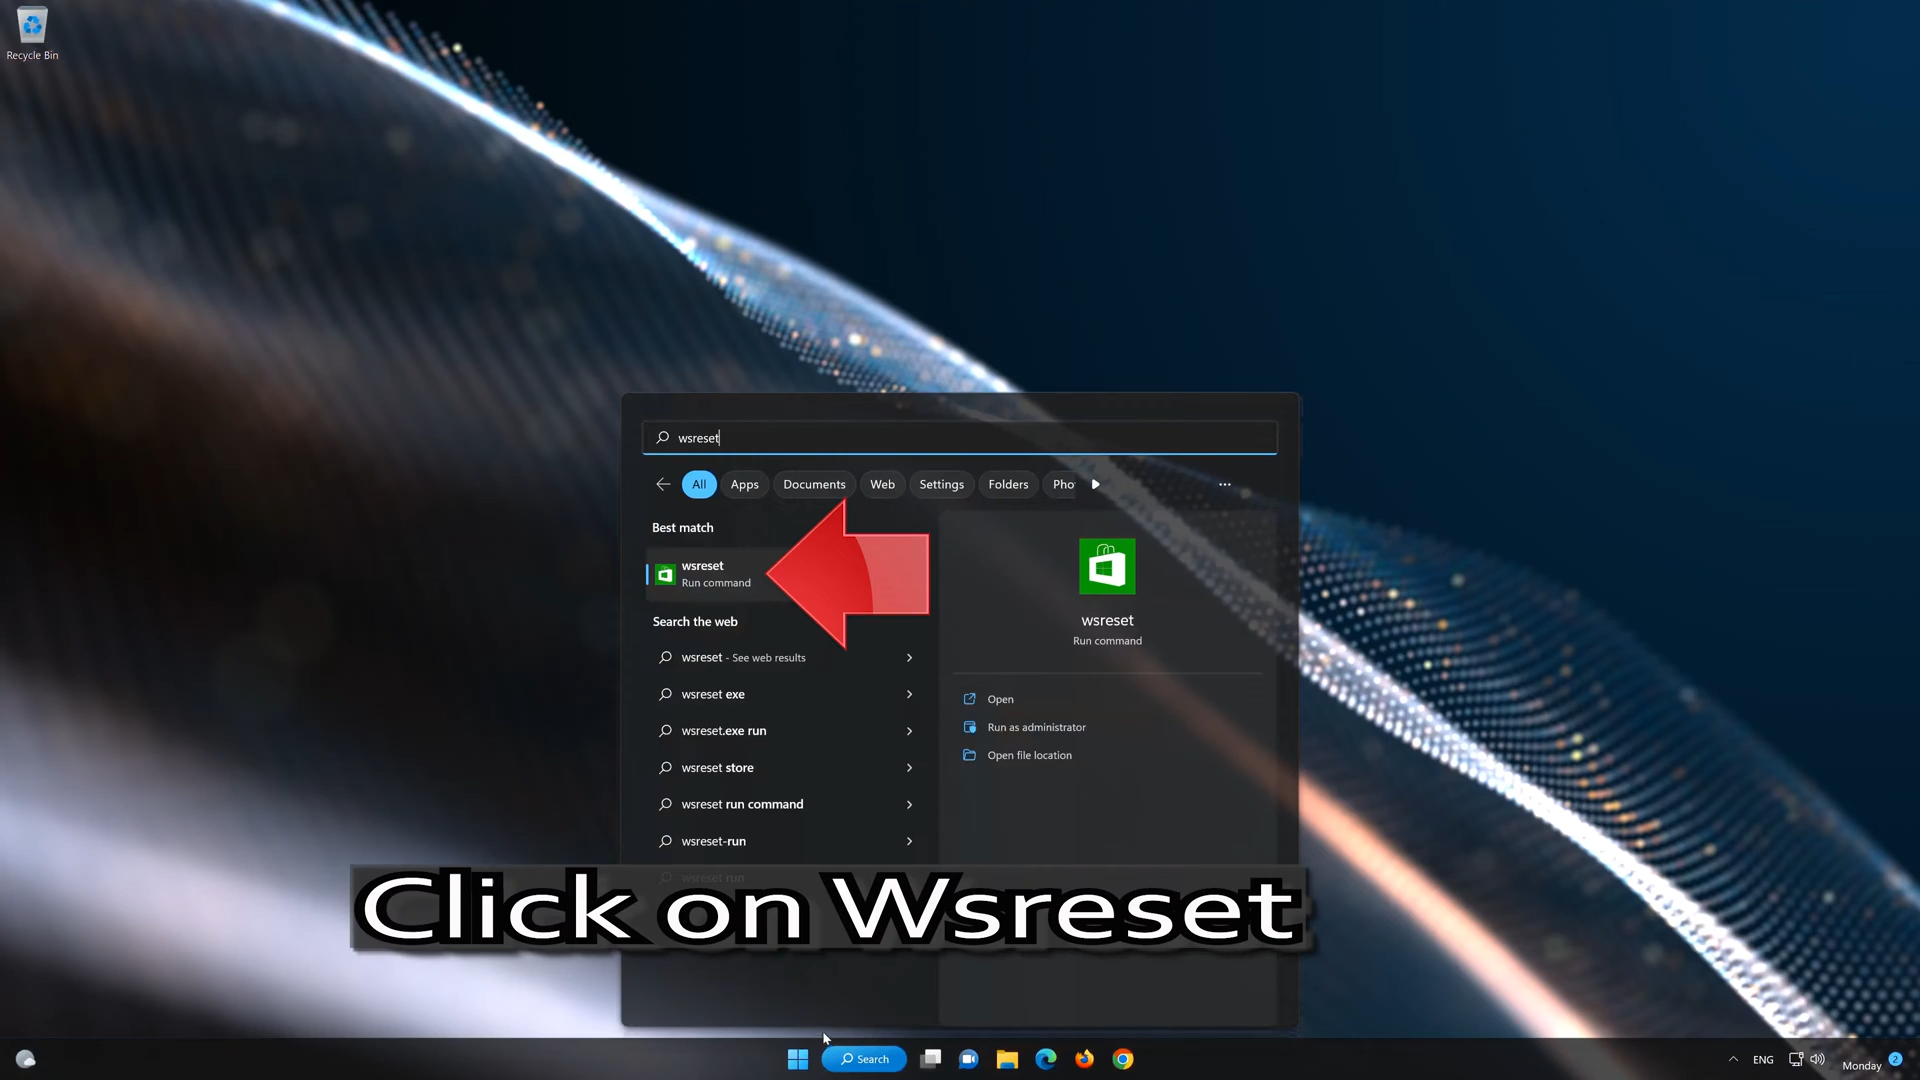 Recycle Bin
wsreset
All Apps Documents Web Settings Folders Pho
Best match
wsreset
Run command
Search the web
wsreset - See web results
wsreset exe
wsreset.exe run
wsreset store
wsreset run command
wsreset-run
wsreset run
wsreset
Run command
Open
Run as administrator
Open file location
Click on Wsreset
Search
ENG
Monday
2